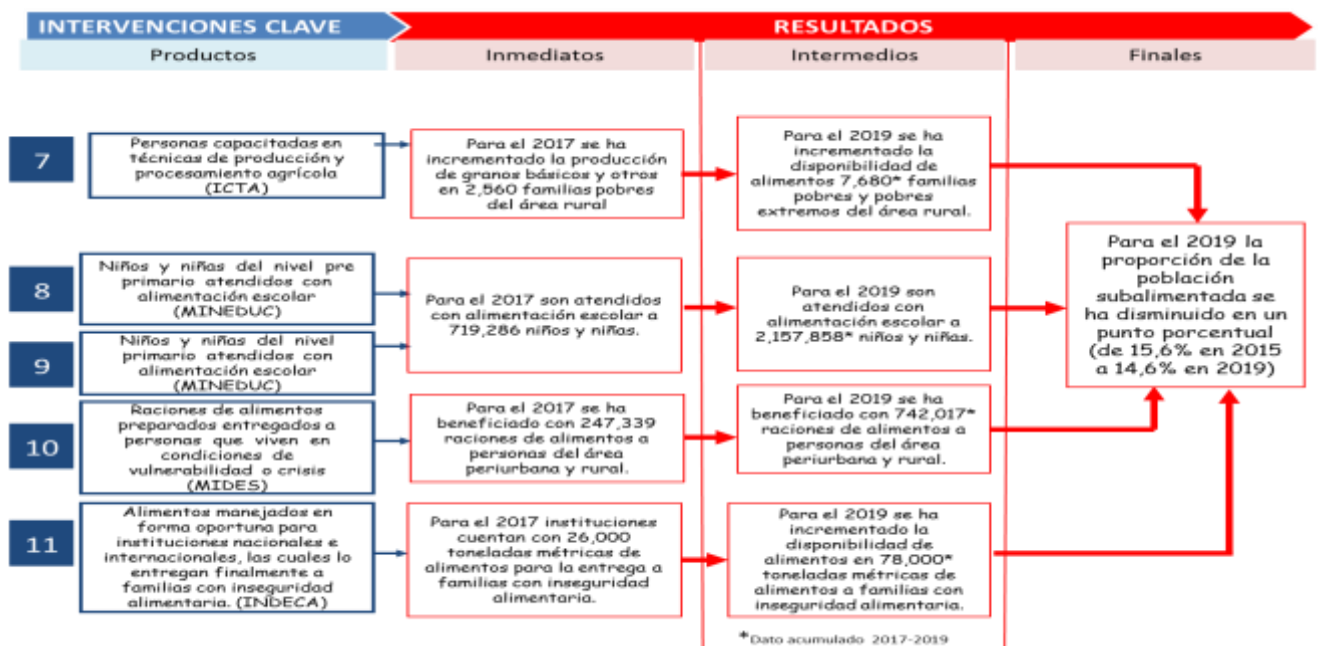 INTERVENCIONES CLAVE
RESULTADOS
Productos
Inmediatos
Intermedios
Finales
7
Personas capacitadas en
técnicas de producción y
procesamiento agrícola
(ICTA)
Para el 2017 se ha
incrementado la producción
de granos básicos y otros
en 2,560 familias pobres
del área rural
Para el 2019 se ha
incrementado la
disponibilidad de
alimentos 7,680* familias
pobres y pobres
extremos del área rural.
8
Niños y niñas del nivel pre
primario atendidos con
alimentación escolar
(MINEDUC)
9
Niños y niñas del nivel
primario atendidos con
alimentación escolar
(MINEDUC)
Para el 2017 son atendidos
con alimentación escolar a
719,286 niños y niñas.
Para el 2019 son
atendidos con
alimentación escolar a
2,157,858* niños y niñas.
10
Raciones de alimentos
preparados entregados a
personas que viven en
condiciones de
vulnerabilidad o crisis
(MIDES)
Para el 2017 se ha
beneficiado con 247,339
raciones de alimentos a
personas del área
periurbana y rural.
Para el 2019 se ha
beneficiado con 742,017*
raciones de alimentos a
personas del área
periurbana y rural.
11
Alimentos manejados en
forma oportuna para
instituciones nacionales e
internacionales, las cuales lo
entregan finalmente a
familias con inseguridad
alimentaria. (INDECA)
Para el 2017 instituciones
cuentan con 26,000
toneladas métricas de
alimentos para la entrega a
familias con inseguridad
alimentaria.
Para el 2019 se ha
incrementado la
disponibilidad de
alimentos en 78,000*
toneladas métricas de
alimentos a familias con
inseguridad alimentaria.
Para el 2019 la
proporción de la
población
subalimentada se
ha disminuido en un
punto porcentual
(de 15,6% en 2015
a 14,6% en 2019)
*Dato acumulado 2017-2019